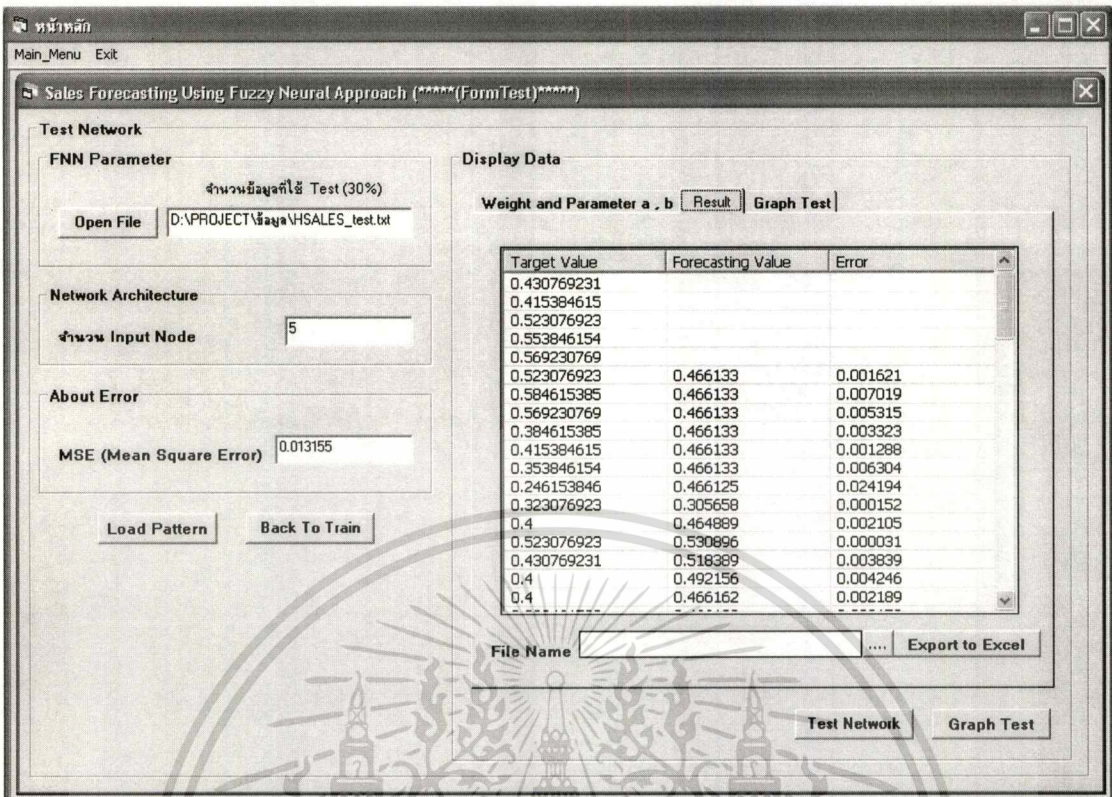 หน้าหลัก
Main_Menu Exit
Sales Forecasting Using Fuzzy Neural Approach (*****(FormTest)*****)
Test Network
FNN Parameter
จำนวนข้อมูลที่ใช้ Test (30%)
Open File D:\PROJECT\ข้อมูล\HSALES_test.txt
Network Architecture
จำนวน Input Node 5
About Error
MSE (Mean Square Error) 0.013155
Load Pattern Back To Train
Display Data
Weight and Parameter a , b Result Graph Test
Target Value Forecasting Value Error
0.430769231
0.415384615
0.523076923
0.553846154
0.569230769
0.523076923 0.466133 0.001621
0.584615385 0.466133 0.007019
0.569230769 0.466133 0.005315
0.384615385 0.466133 0.003323
0.415384615 0.466133 0.001288
0.353846154 0.466133 0.006304
0.246153846 0.466125 0.024194
0.323076923 0.305658 0.000152
0.4 0.464889 0.002105
0.523076923 0.530896 0.000031
0.430769231 0.518389 0.003839
0.4 0.492156 0.004246
0.4 0.466162 0.002189
File Name .... Export to Excel
Test Network Graph Test